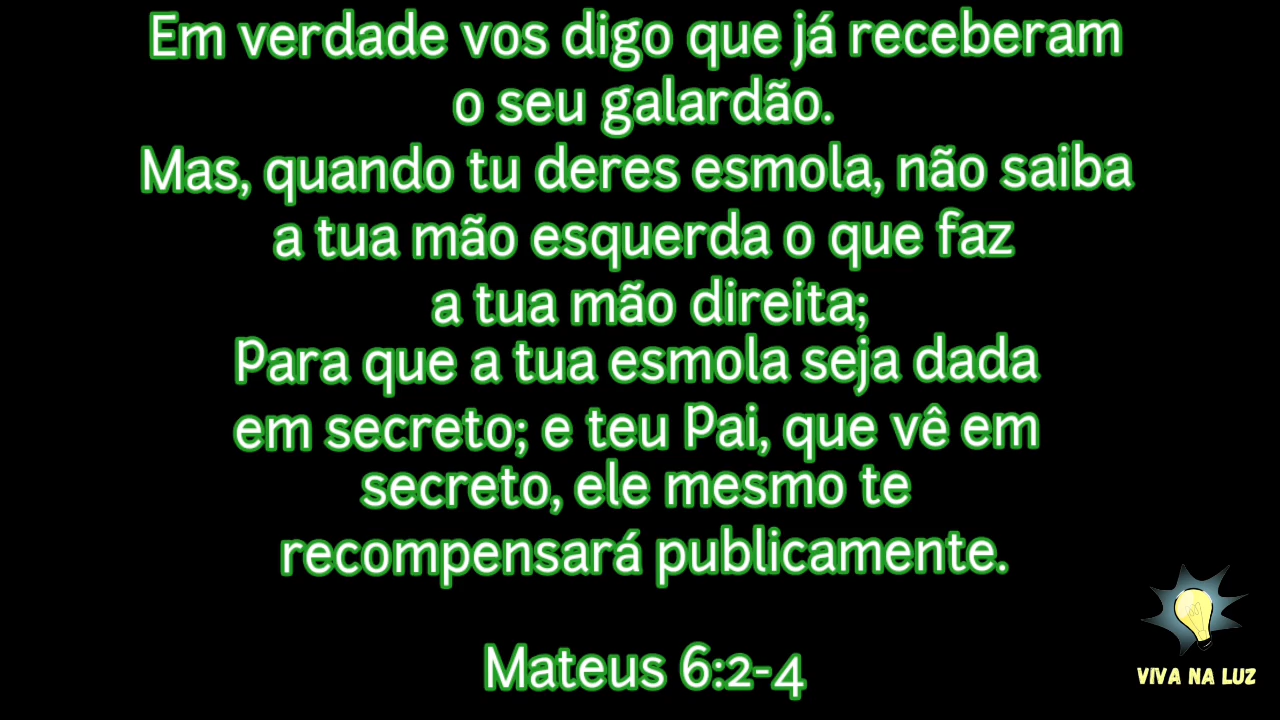 Em verdade vos digo que já receberam
o seu galardão.
Mas, quando tu deres esmola, não saiba
a tua mão esquerda o que faz
a tua mão direita;
Para que a tua esmola seja dada
em secreto; e teu Pai, que vê em
secreto, ele mesmo te
recompensará publicamente.
Mateus 6:2-4
VIVA NA LUZ